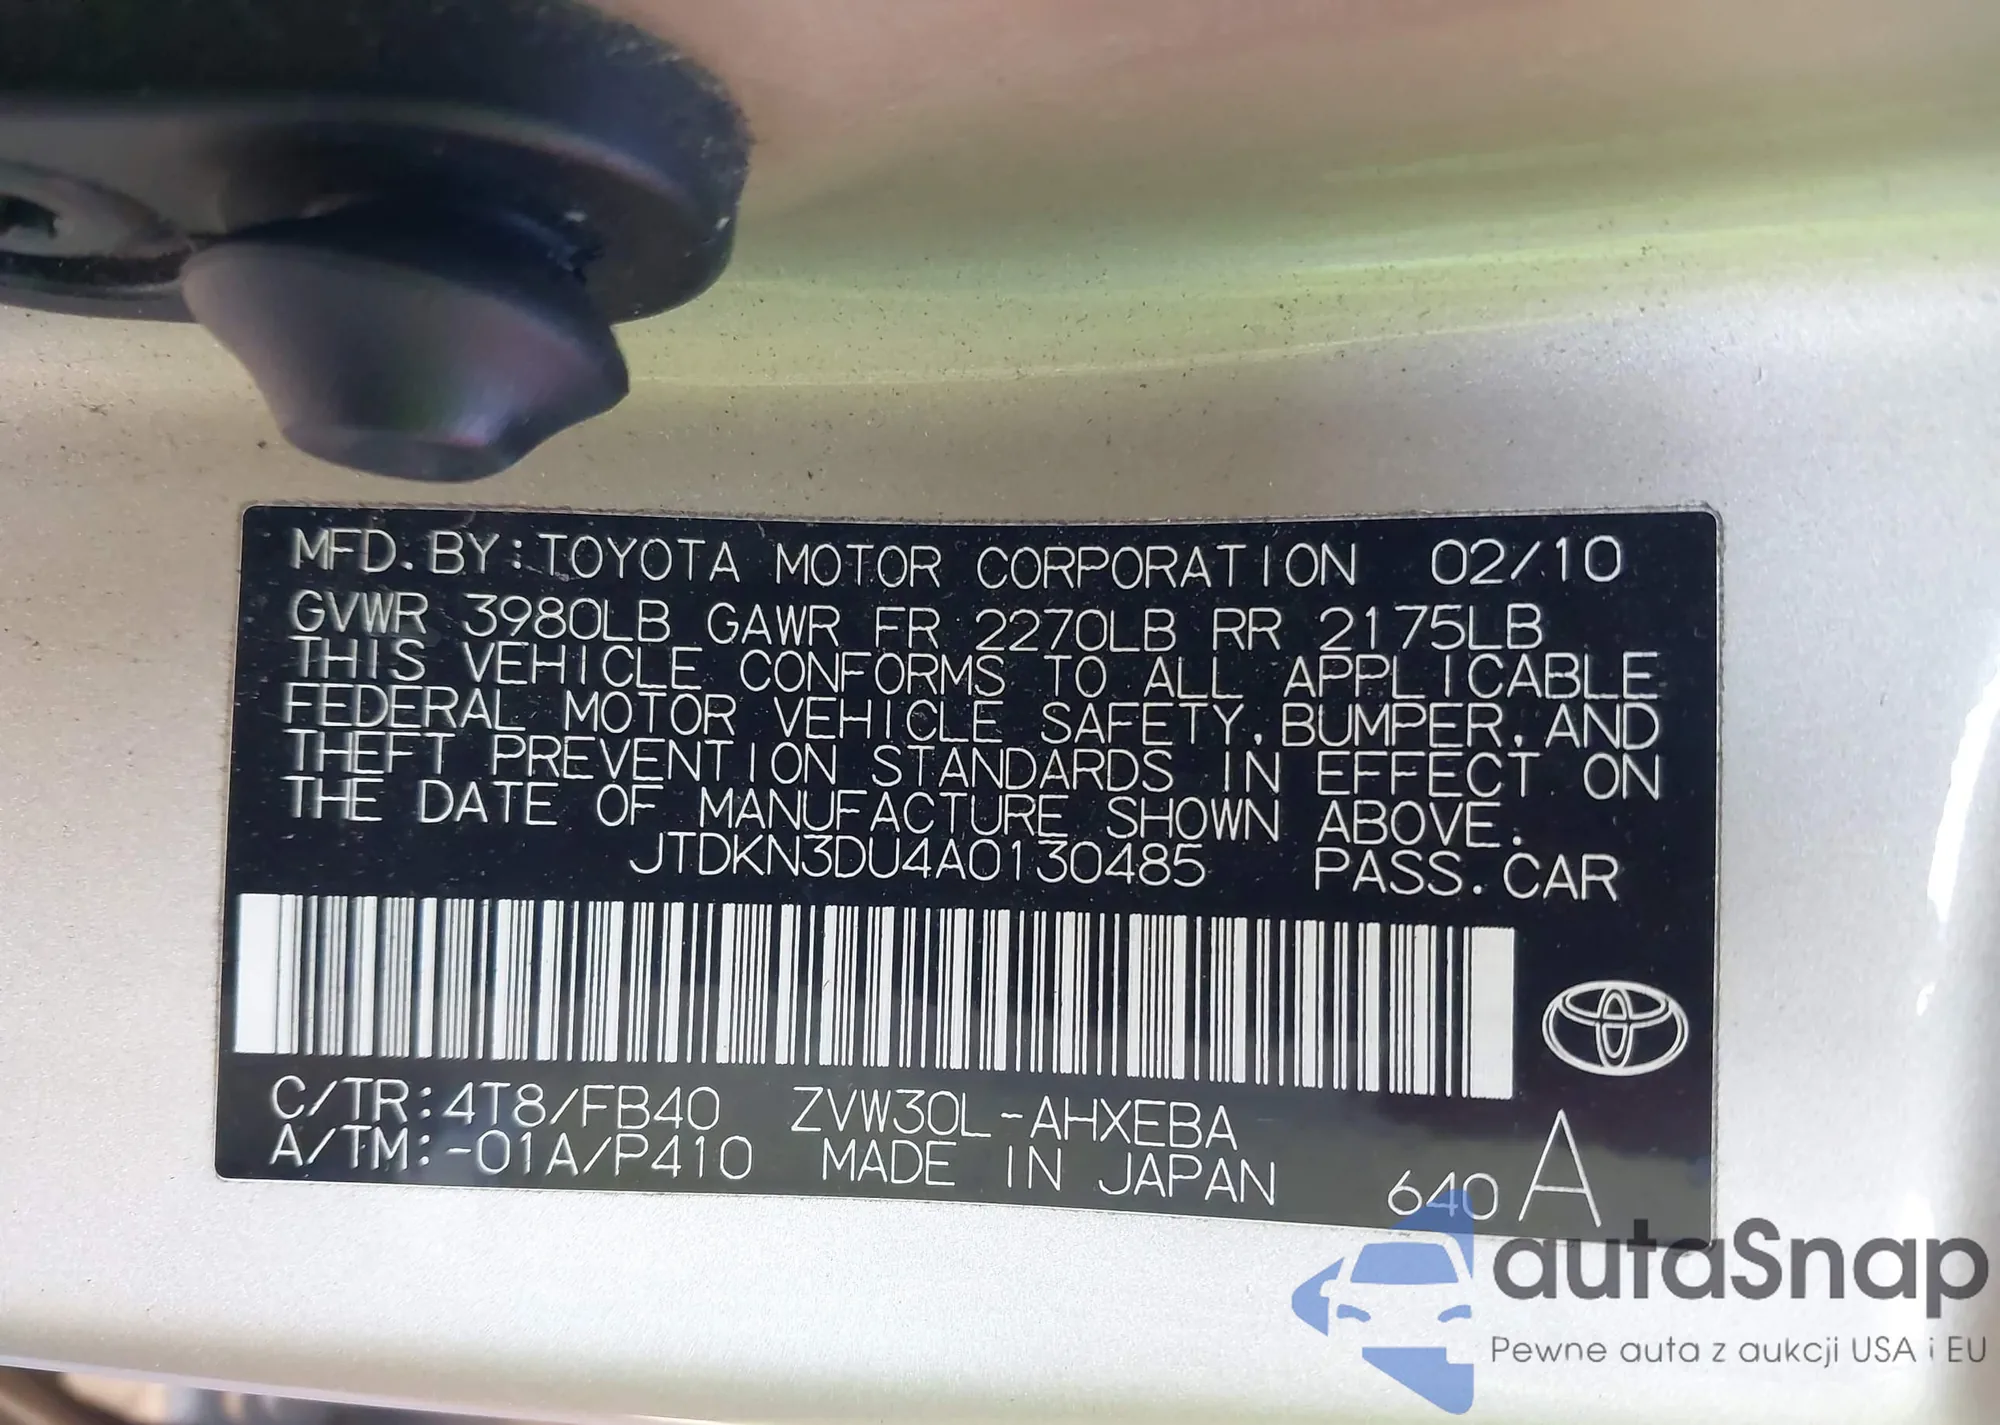 MFD. BY: TOYOTA MOTOR CORPORATION 02/10
GVWR 3980LB GAWR FR 2270LB RR 2175LB
THIS VEHICLE CONFORMS TO ALL APPLICABLE
FEDERAL MOTOR VEHICLE SAFETY, BUMPER, AND
THEFT PREVENTION STANDARDS IN EFFECT ON
THE DATE OF MANUFACTURE SHOWN ABOVE.
JTDKN3DU4A0130485 PASS. CAR
C/TR: 4T8/FB40 ZVW30L-AHXEBA
A/TM: -01A/P410 MADE IN JAPAN 640 A
autaSnap
Pewne auta z aukcji USA i EU